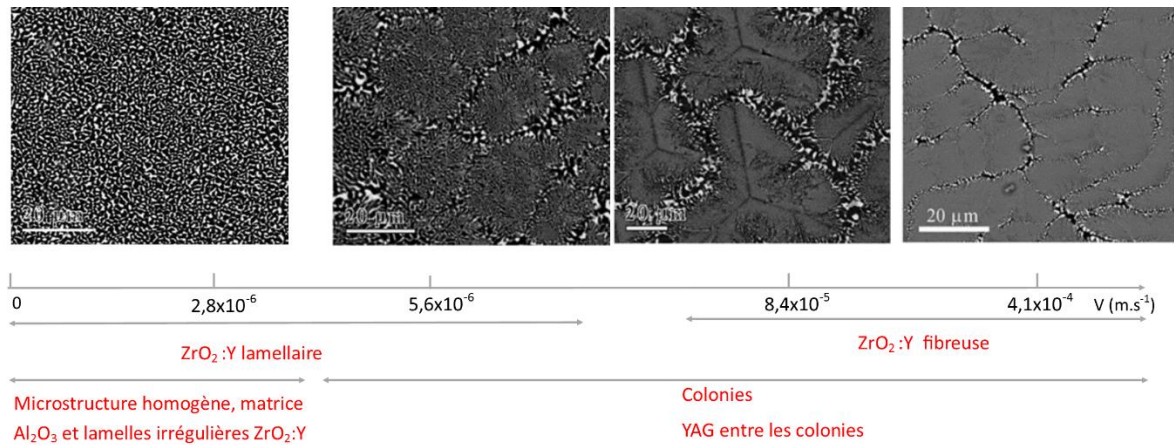 20 μm
20 μm
20 μm
20 μm
0
2,8x10⁻⁶
5,6x10⁻⁶
8,4x10⁻⁵
4,1x10⁻⁴
V (m.s⁻¹)
ZrO₂ :Y lamellaire
ZrO₂ :Y fibreuse
Microstructure homogène, matrice
Al₂O₃ et lamelles irrégulières ZrO₂:Y
Colonies
YAG entre les colonies